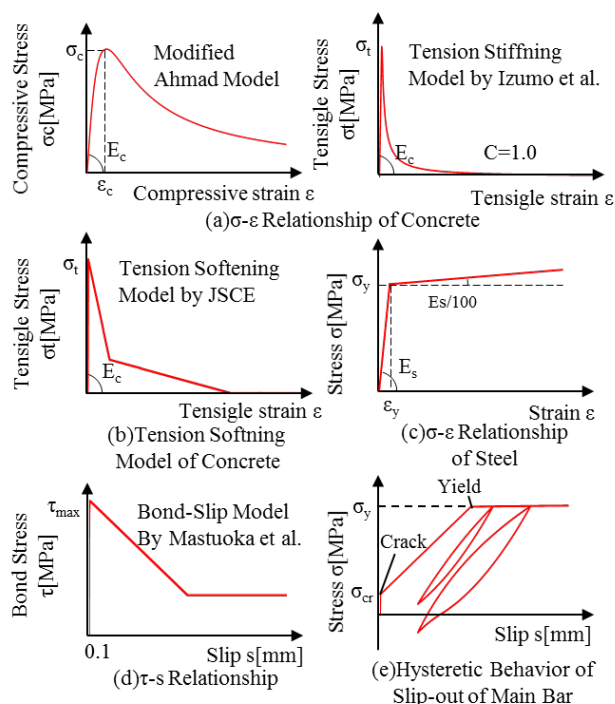 Compressive Stress
σc[MPa]
σc
Modified
Ahmad Model
Ec
εc
Compressive strain ε
Tensigle Stress
σt[MPa]
σt
Tension Stiffning
Model by Izumo et al.
Ec
C=1.0
Tensigle strain ε
(a)σ-ε Relationship of Concrete
Tensigle Stress
σt[MPa]
σt
Tension Softening
Model by JSCE
Ec
Tensigle strain ε
(b)Tension Softning
Model of Concrete
Stress σ[MPa]
σy
Es/100
Es
εy
Strain ε
(c)σ-ε Relationship
of Steel
Bond Stress
τ[MPa]
τmax
Bond-Slip Model
By Mastuoka et al.
0.1
Slip s[mm]
(d)τ-s Relationship
Stress σ[MPa]
σy
Yield
Crack
σcr
Slip s[mm]
(e)Hysteretic Behavior of
Slip-out of Main Bar